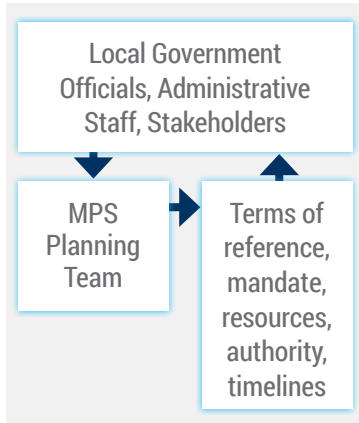 Local Government
Officials, Administrative
Staff, Stakeholders
MPS
Planning
Team
Terms of
reference,
mandate,
resources,
authority,
timelines